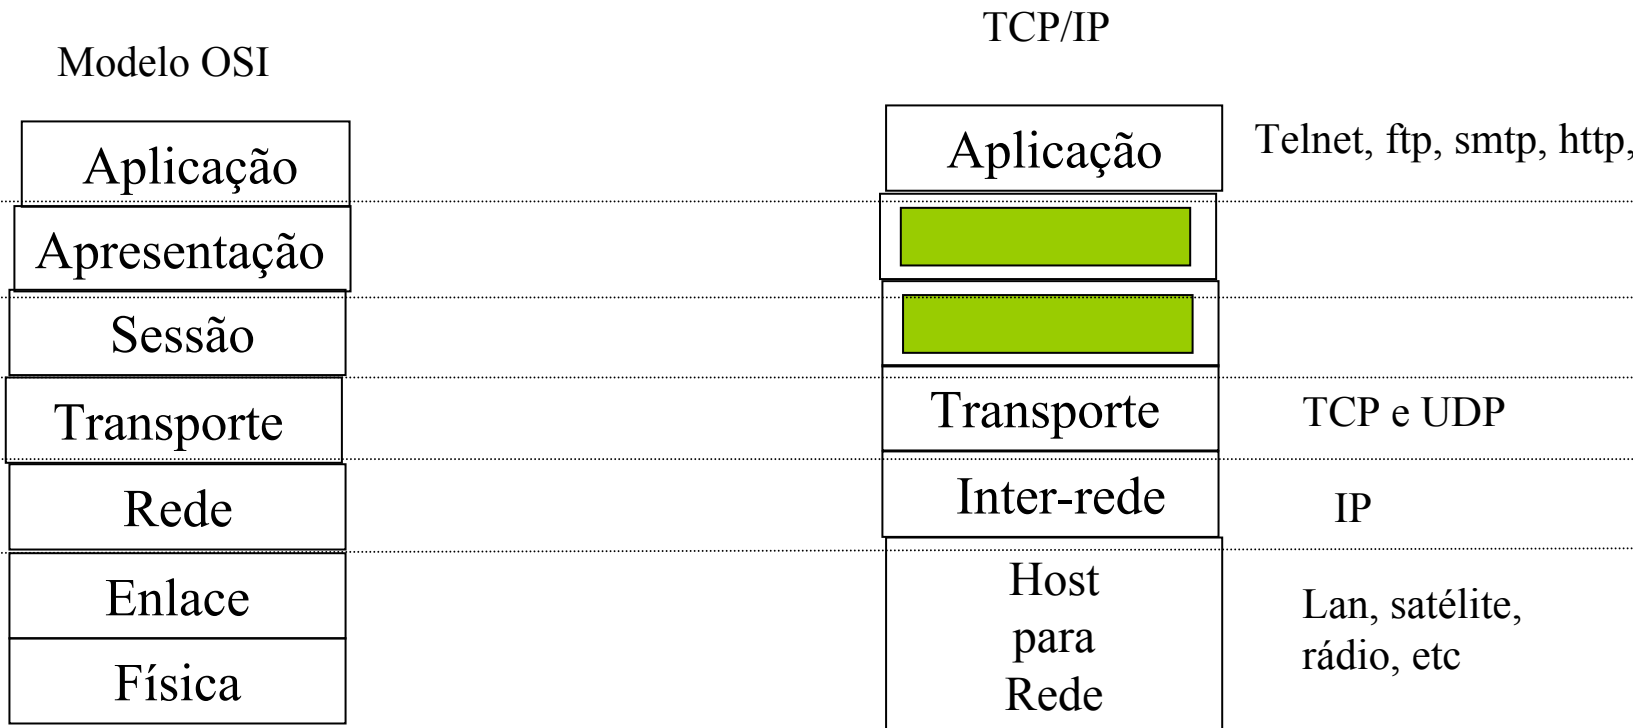 TCP/IP
Modelo OSI
Aplicação
Apresentação
Sessão
Transporte
Rede
Enlace
Física
Aplicação
Telnet, ftp, smtp, http,
Transporte
TCP e UDP
Inter-rede
IP
Host
para
Rede
Lan, satélite,
rádio, etc